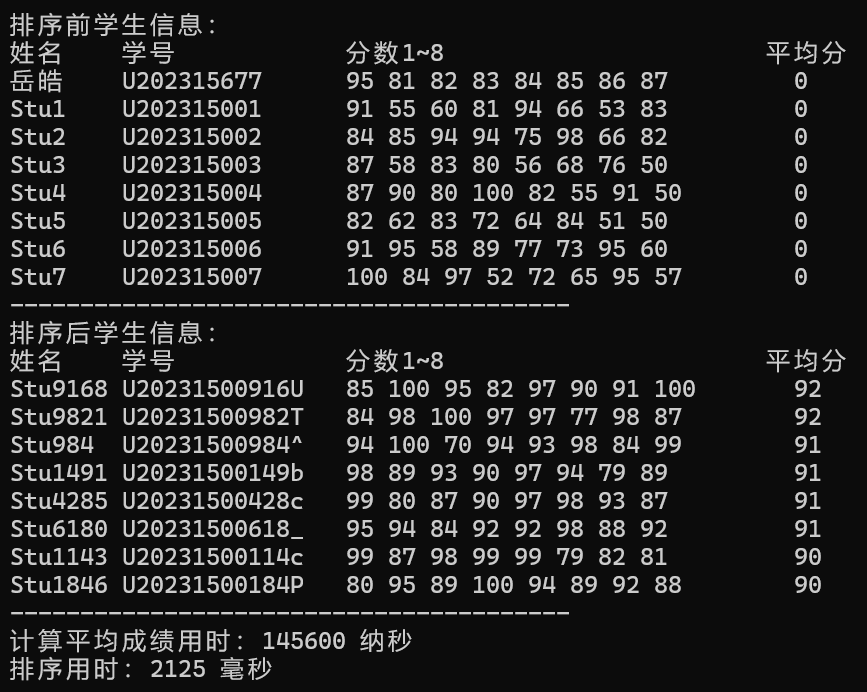 排序前学生信息：
姓名 学号 分数1~8 平均分
岳皓 U202315677 95 81 82 83 84 85 86 87 0
Stu1 U202315001 91 55 60 81 94 66 53 83 0
Stu2 U202315002 84 85 94 94 75 98 66 82 0
Stu3 U202315003 87 58 83 80 56 68 76 50 0
Stu4 U202315004 87 90 80 100 82 55 91 50 0
Stu5 U202315005 82 62 83 72 64 84 51 50 0
Stu6 U202315006 91 95 58 89 77 73 95 60 0
Stu7 U202315007 100 84 97 52 72 65 95 57 0
----------------------------------------
排序后学生信息：
姓名 学号 分数1~8 平均分
Stu9168 U20231500916U 85 100 95 82 97 90 91 100 92
Stu9821 U20231500982T 84 98 100 97 97 77 98 87 92
Stu984 U20231500984^ 94 100 70 94 93 98 84 99 91
Stu1491 U20231500149b 98 89 93 90 97 94 79 89 91
Stu4285 U20231500428c 99 80 87 90 97 98 93 87 91
Stu6180 U20231500618_ 95 94 84 92 92 98 88 92 91
Stu1143 U20231500114c 99 87 98 99 99 79 82 81 90
Stu1846 U20231500184P 80 95 89 100 94 89 92 88 90
----------------------------------------
计算平均成绩用时：145600 纳秒
排序用时：2125 毫秒